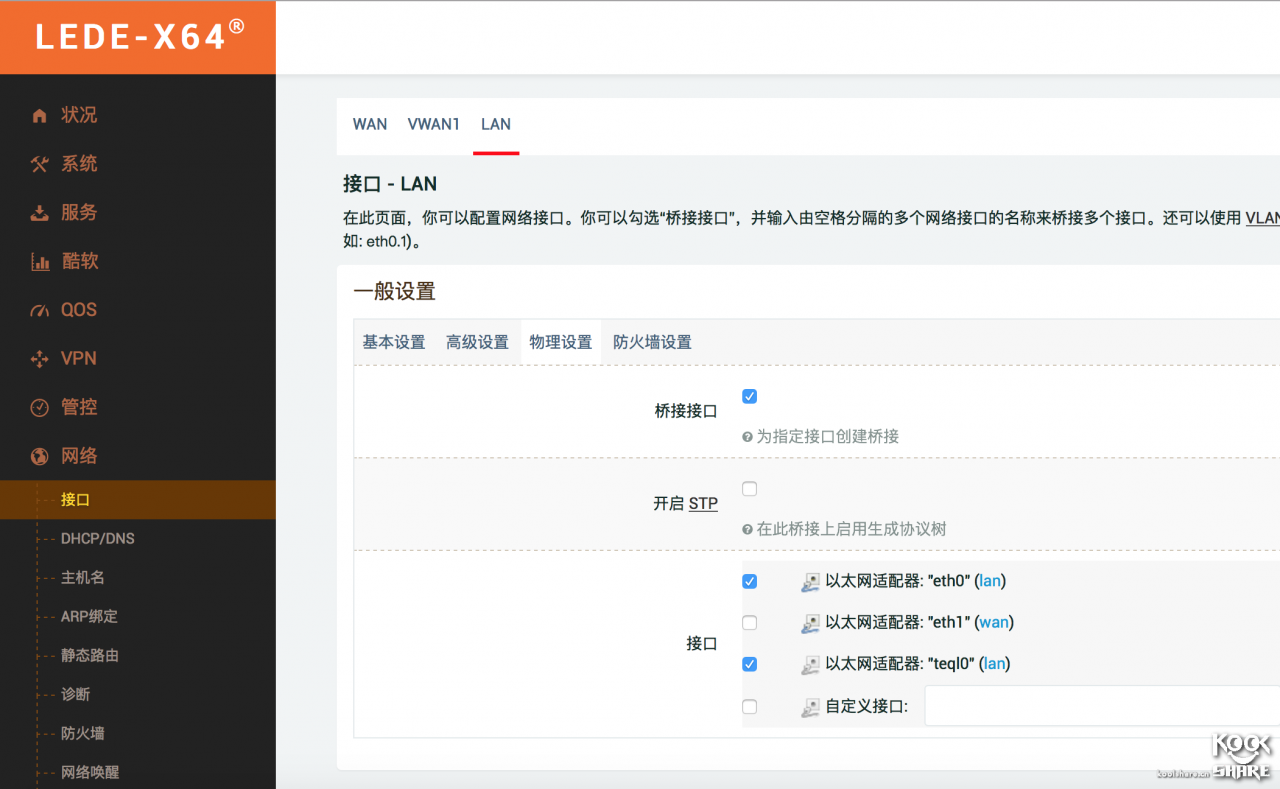 LEDE-X64®
状况
系统
服务
酷软
QOS
VPN
管控
网络
接口
DHCP/DNS
主机名
ARP绑定
静态路由
诊断
防火墙
网络唤醒
WAN VWAN1 LAN
接口 - LAN
在此页面，你可以配置网络接口。你可以勾选“桥接接口”，并输入由空格分隔的多个网络接口的名称来桥接多个接口。还可以使用 VLAN
如: eth0.1)。
一般设置
基本设置 高级设置 物理设置 防火墙设置
桥接接口
为指定接口创建桥接
开启 STP
在此桥接上启用生成协议树
接口
以太网适配器: "eth0" (lan)
以太网适配器: "eth1" (wan)
以太网适配器: "teql0" (lan)
自定义接口:
KOOK
koolshare.cn SHARE